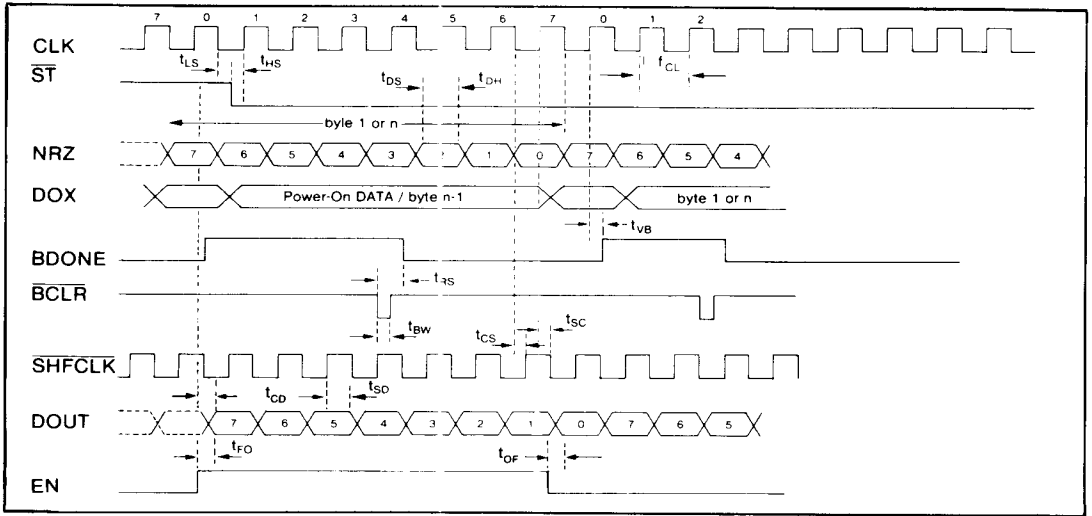 7 0 1 2 3 4 5 6 7 0 1 2
CLK
tLS tHS fCL
ST
tDS tDH
byle 1 or n
NRZ 7 6 5 4 3 1 0 7 6 5 4
DOX Power-On DATA / byte n-1 byte 1 or n
tVB
BDONE
BCLR
tBW tCS tSC
SHFCLK
tCD tSD
DOUT 7 6 5 4 3 2 1 0 7 6 5
tFO tOF
EN